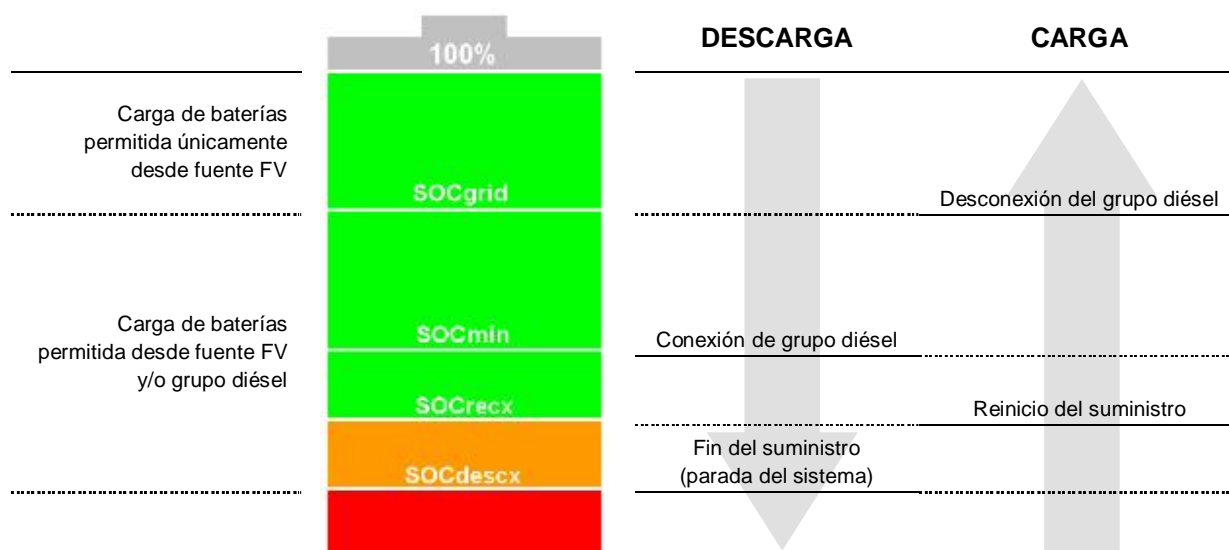 100%
DESCARGA
CARGA
Carga de baterías
permitida únicamente
desde fuente FV
SOCgrid
Desconexión del grupo diésel
Carga de baterías
permitida desde fuente FV
y/o grupo diésel
SOCmin
Conexión de grupo diésel
SOCrecx
Reinicio del suministro
SOCdescx
Fin del suministro
(parada del sistema)